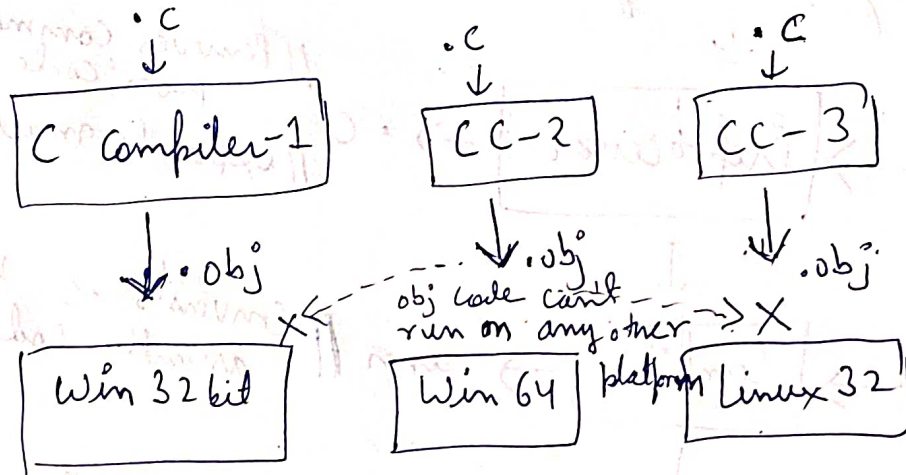 .C
.C
.C
C Compiler-1
CC-2
CC-3
.obj
.obj
.obj
obj code can't
run on any other
platform
Win 32 bit
Win 64
Linux 32